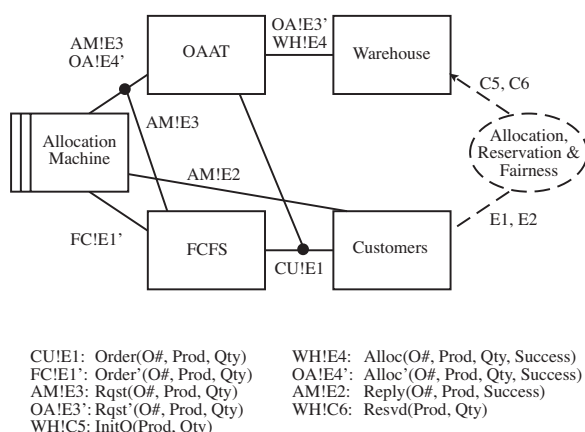 AM!E3
OA!E4’
OAAT
OA!E3’
WH!E4
Warehouse
C5, C6
Allocation
Machine
AM!E3
AM!E2
Allocation,
Reservation &
Fairness
FC!E1’
FCFS
CU!E1
Customers
E1, E2
CU!E1: Order(O#, Prod, Qty)
FC!E1’: Order’(O#, Prod, Qty)
AM!E3: Rqst(O#, Prod, Qty)
OA!E3’: Rqst’(O#, Prod, Qty)
WH!C5: InitQ(Prod, Qty)
WH!E4: Alloc(O#, Prod, Qty, Success)
OA!E4’: Alloc’(O#, Prod, Qty, Success)
AM!E2: Reply(O#, Prod, Success)
WH!C6: Resvd(Prod, Qty)